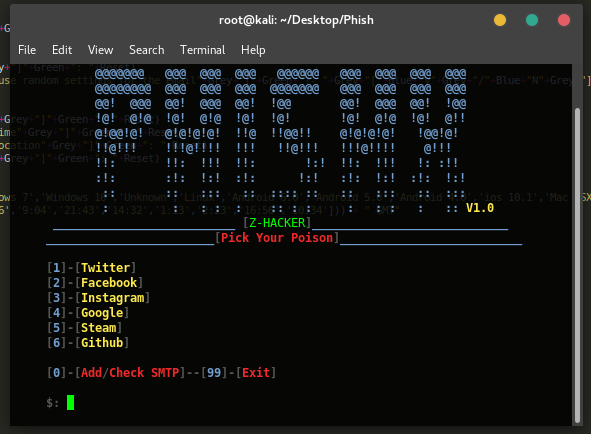 root@kali: ~/Desktop/Phish
File Edit View Search Terminal Help
PHISHX
V1.0
[Z-HACKER]
[Pick Your Poison]
[1]-[Twitter]
[2]-[Facebook]
[3]-[Instagram]
[4]-[Google]
[5]-[Steam]
[6]-[Github]
[0]-[Add/Check SMTP]--[99]-[Exit]
$: